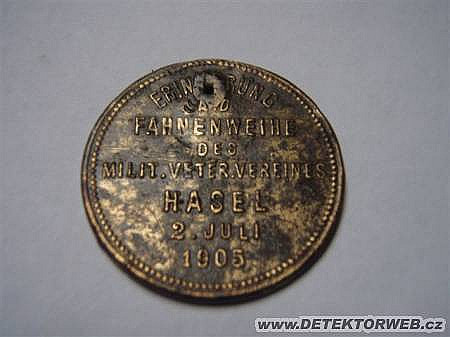 ERINNERUNG
A.D.
FAHNENWEIHE
DES
MILIT. VETER. VEREINES
HASEL
2. JULI
1905
WWW.DETEKTORWEB.cz